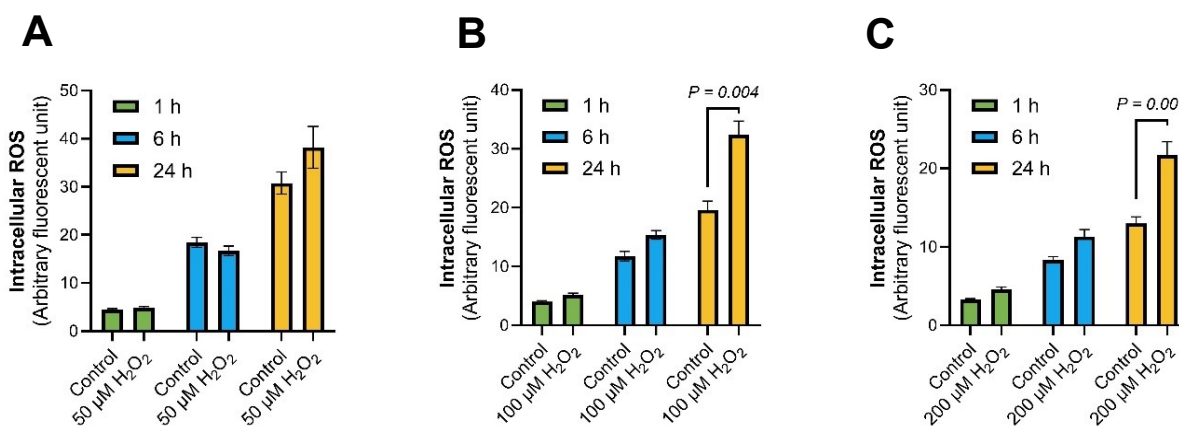 A
Intracellular ROS
(Arbitrary fluorescent unit)
50
40
30
20
10
0
1 h
6 h
24 h
Control
50 µM H₂O₂
Control
50 µM H₂O₂
Control
50 µM H₂O₂
B
Intracellular ROS
(Arbitrary fluorescent unit)
40
30
20
10
0
1 h
6 h
24 h
P = 0.004
Control
100 µM H₂O₂
Control
100 µM H₂O₂
Control
100 µM H₂O₂
C
Intracellular ROS
(Arbitrary fluorescent unit)
30
20
10
0
1 h
6 h
24 h
P = 0.00
Control
200 µM H₂O₂
Control
200 µM H₂O₂
Control
200 µM H₂O₂